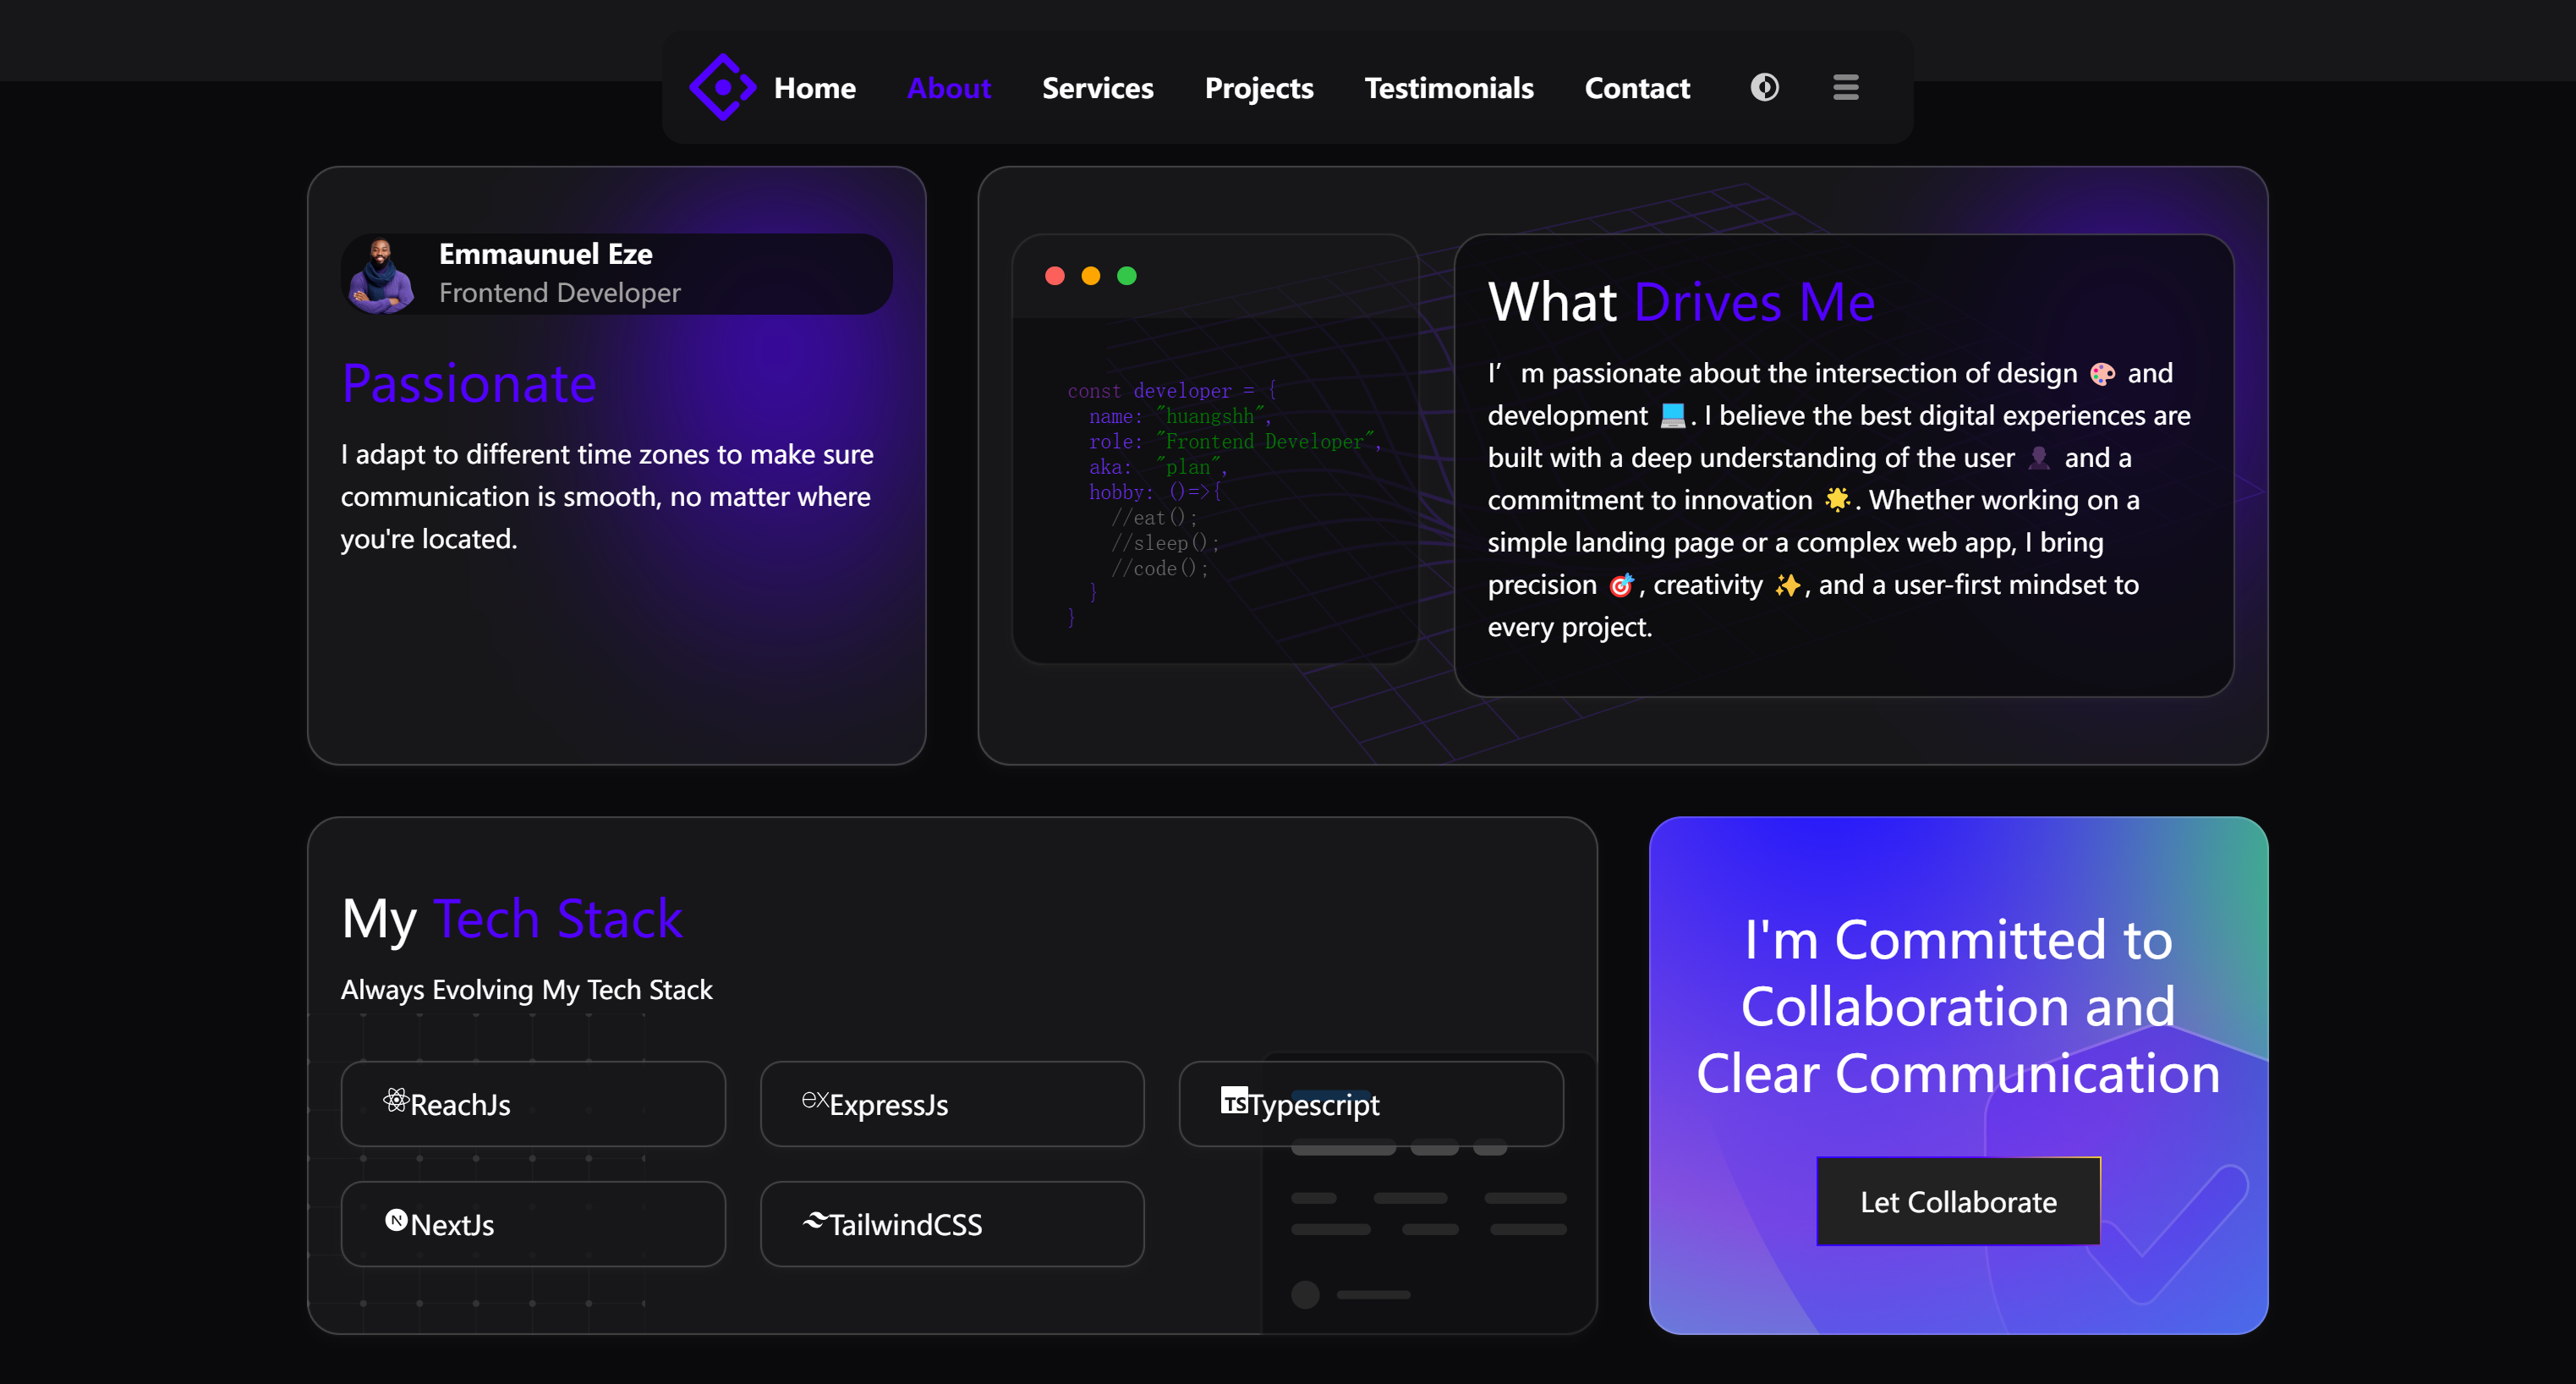 Home About Services Projects Testimonials Contact
Emmaunuel Eze
Frontend Developer
Passionate
I adapt to different time zones to make sure
communication is smooth, no matter where
you're located.
const developer = {
name: "huangshh",
role: "Frontend Developer",
aka: "plan",
hobby: ()=>{
//eat();
//sleep();
//code();
}
}
What Drives Me
I’m passionate about the intersection of design 🎨 and
development 💻. I believe the best digital experiences are
built with a deep understanding of the user 👤 and a
commitment to innovation 🌟. Whether working on a
simple landing page or a complex web app, I bring
precision 🎯, creativity ✨, and a user-first mindset to
every project.
My Tech Stack
Always Evolving My Tech Stack
ReachJs
ex ExpressJs
TS Typescript
N NextJs
TailwindCSS
I'm Committed to
Collaboration and
Clear Communication
Let Collaborate